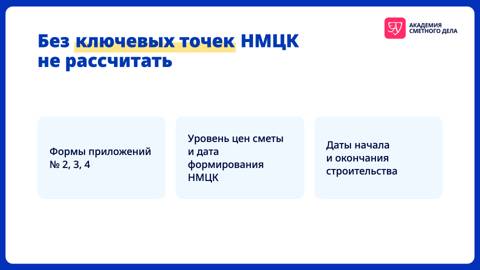 Без ключевых точек НМЦК
не рассчитать
АКАДЕМИЯ
СМЕТНОГО ДЕЛА
Формы приложений
№ 2, 3, 4
Уровень цен сметы
и дата
формирования
НМЦК
Даты начала
и окончания
строительства